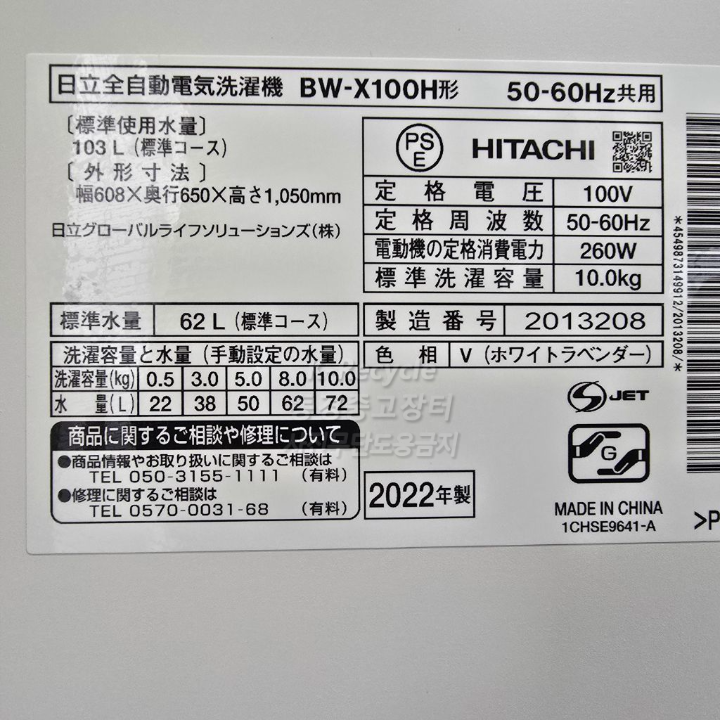 日立全自動電気洗濯機 BW-X100H形 50-60Hz共用
〔標準使用水量〕
103 L (標準コース)
〔外形寸法〕
幅608×奥行650×高さ1,050mm
日立グローバルライフソリューションズ(株)
PS
E
HITACHI
定格電圧 100V
定格周波数 50-60Hz
電動機の定格消費電力 260W
標準洗濯容量 10.0kg
標準水量 62 L (標準コース)
製造番号 2013208
洗濯容量と水量 (手動設定の水量)
色相 V (ホワイトラベンダー)
洗濯容量(kg) 0.5 3.0 5.0 8.0 10.0
水量(L) 22 38 50 62 72
S JET
商品に関するご相談や修理について
●商品情報やお取り扱いに関するご相談は
TEL 050-3155-1111 (有料)
●修理に関するご相談は
TEL 0570-0031-68 (有料)
G
2022年製
MADE IN CHINA
1CHSE9641-A
*4549873149912/2013208/*
>P